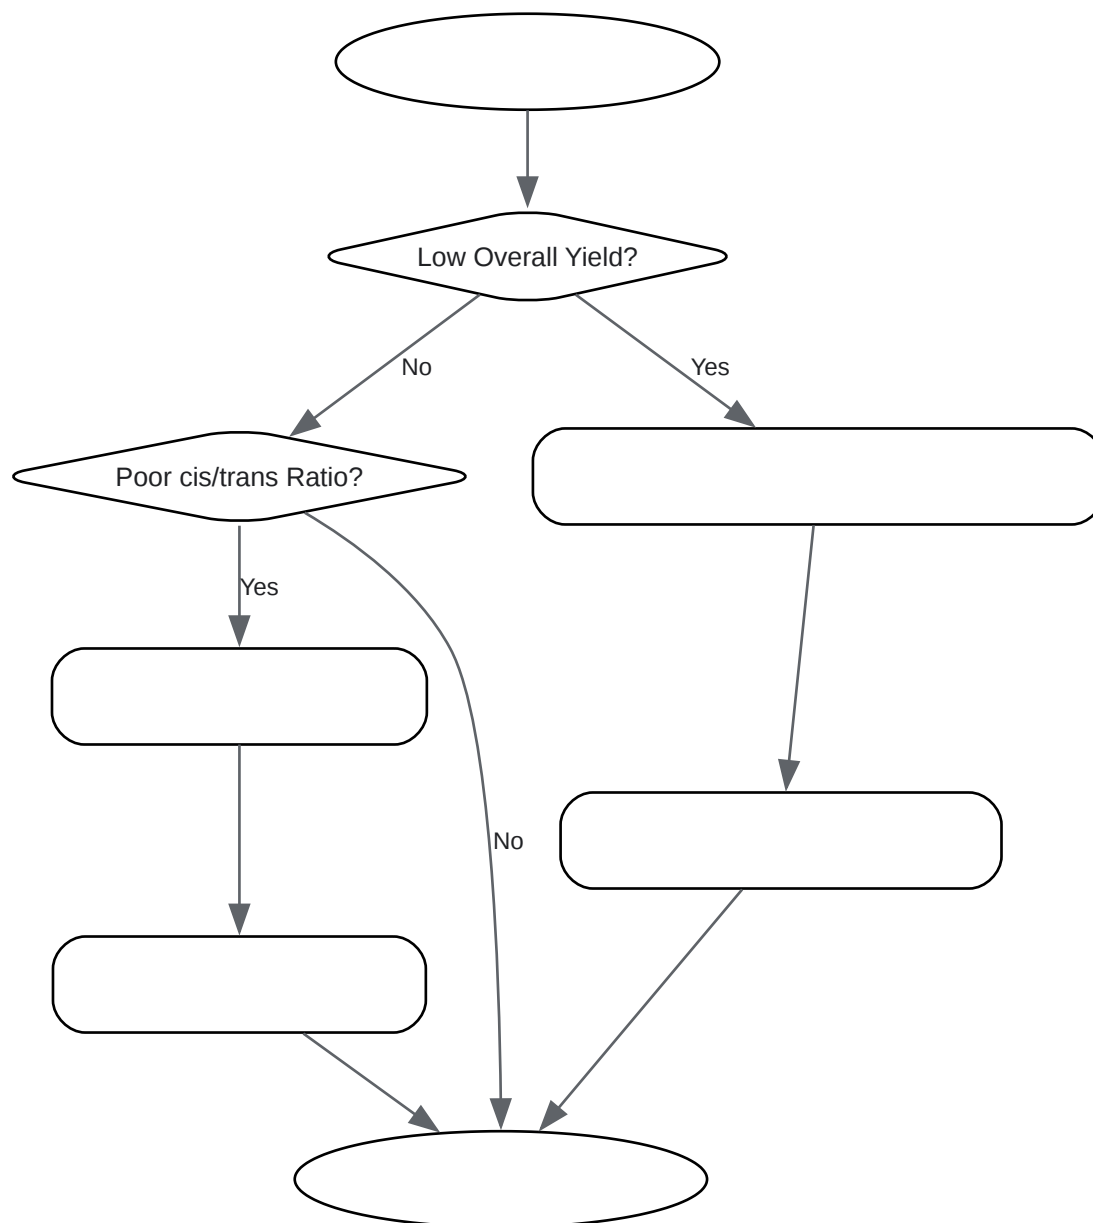 Low Overall Yield?
No
Yes
Poor cis/trans Ratio?
Yes
No